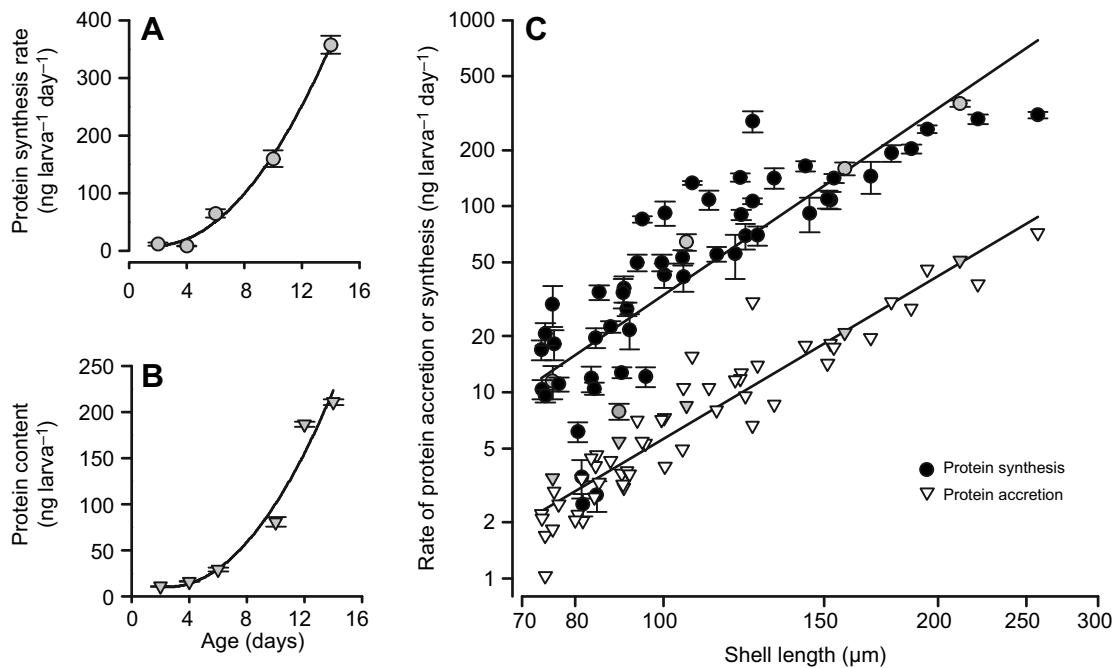 A
Protein synthesis rate
(ng larva⁻¹ day⁻¹)
400
300
200
100
0
0 4 8 12 16
B
Protein content
(ng larva⁻¹)
250
200
150
100
50
0
0 4 8 12 16
Age (days)
C
Rate of protein accretion or synthesis (ng larva⁻¹ day⁻¹)
1000
500
200
100
50
20
10
5
2
1
Protein synthesis
Protein accretion
70 80 100 150 200 250 300
Shell length (µm)